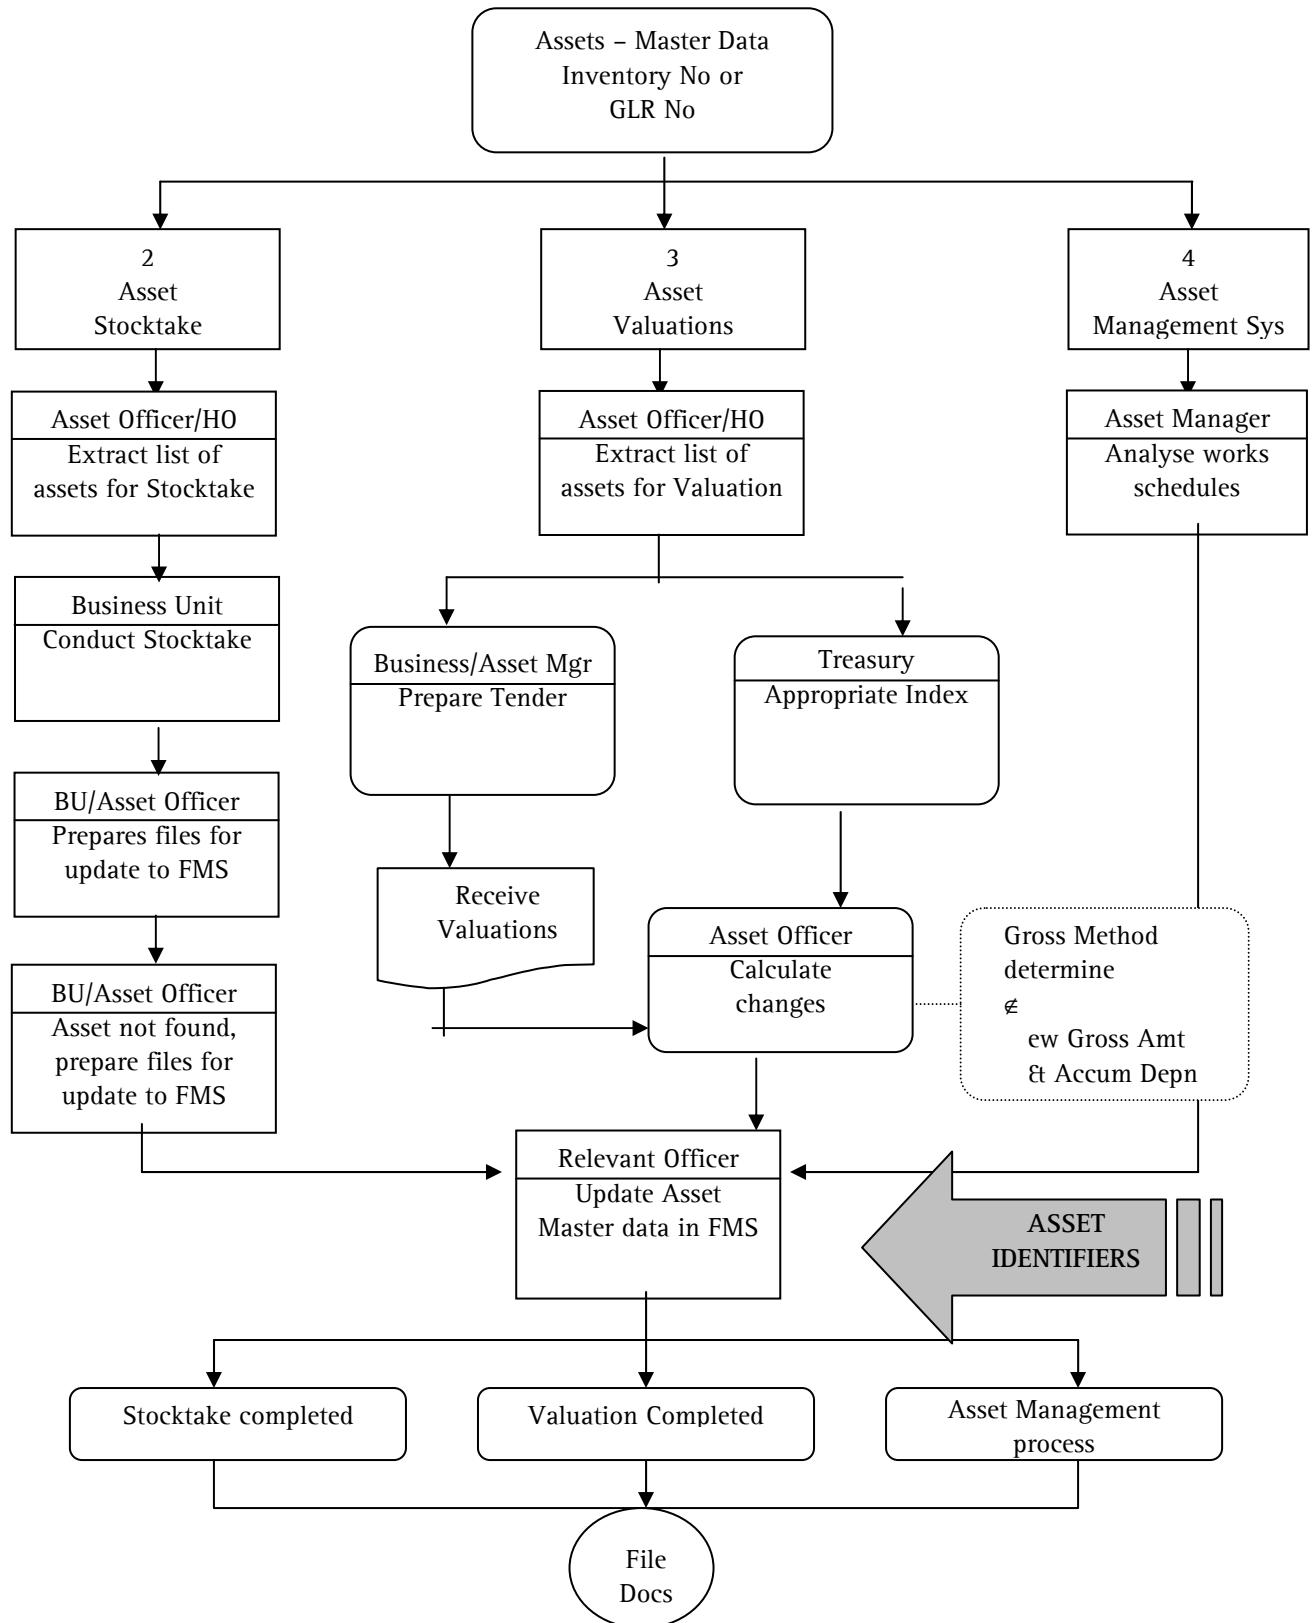 Assets – Master Data
Inventory No or
GLR No
2
Asset
Stocktake
3
Asset
Valuations
4
Asset
Management Sys
Asset Officer/HO
Extract list of
assets for Stocktake
Asset Officer/HO
Extract list of
assets for Valuation
Asset Manager
Analyse works
schedules
Business Unit
Conduct Stocktake
Business/Asset Mgr
Prepare Tender
Treasury
Appropriate Index
BU/Asset Officer
Prepares files for
update to FMS
Receive
Valuations
Asset Officer
Calculate
changes
Gross Method
determine
∉
ew Gross Amt
& Accum Depn
BU/Asset Officer
Asset not found,
prepare files for
update to FMS
Relevant Officer
Update Asset
Master data in FMS
ASSET
IDENTIFIERS
Stocktake completed
Valuation Completed
Asset Management
process
File
Docs